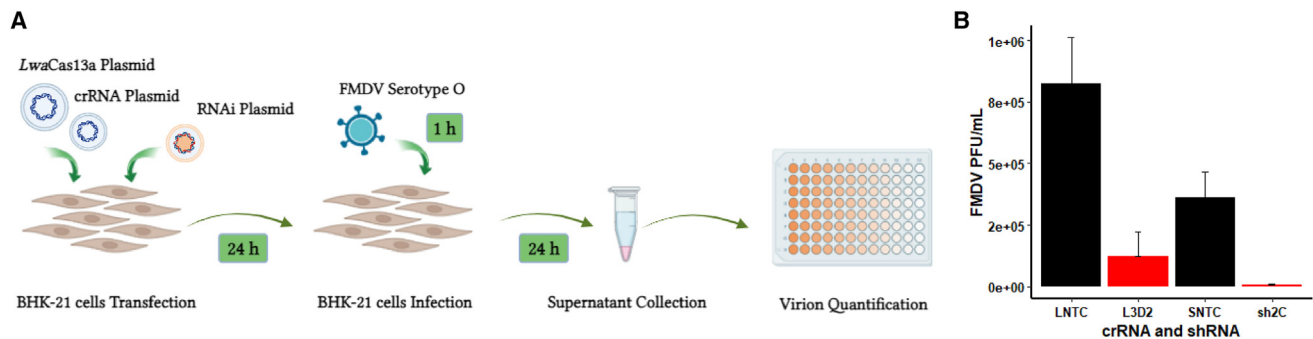 A
LwaCas13a Plasmid
crRNA Plasmid
RNAi Plasmid
24 h
BHK-21 cells Transfection
FMDV Serotype O
1 h
BHK-21 cells Infection
24 h
Supernatant Collection
Virion Quantification
B
FMDV PFU/mL
1e+06
8e+05
5e+05
2e+05
0e+00
LNTC L3D2 SNTC sh2C
crRNA and shRNA